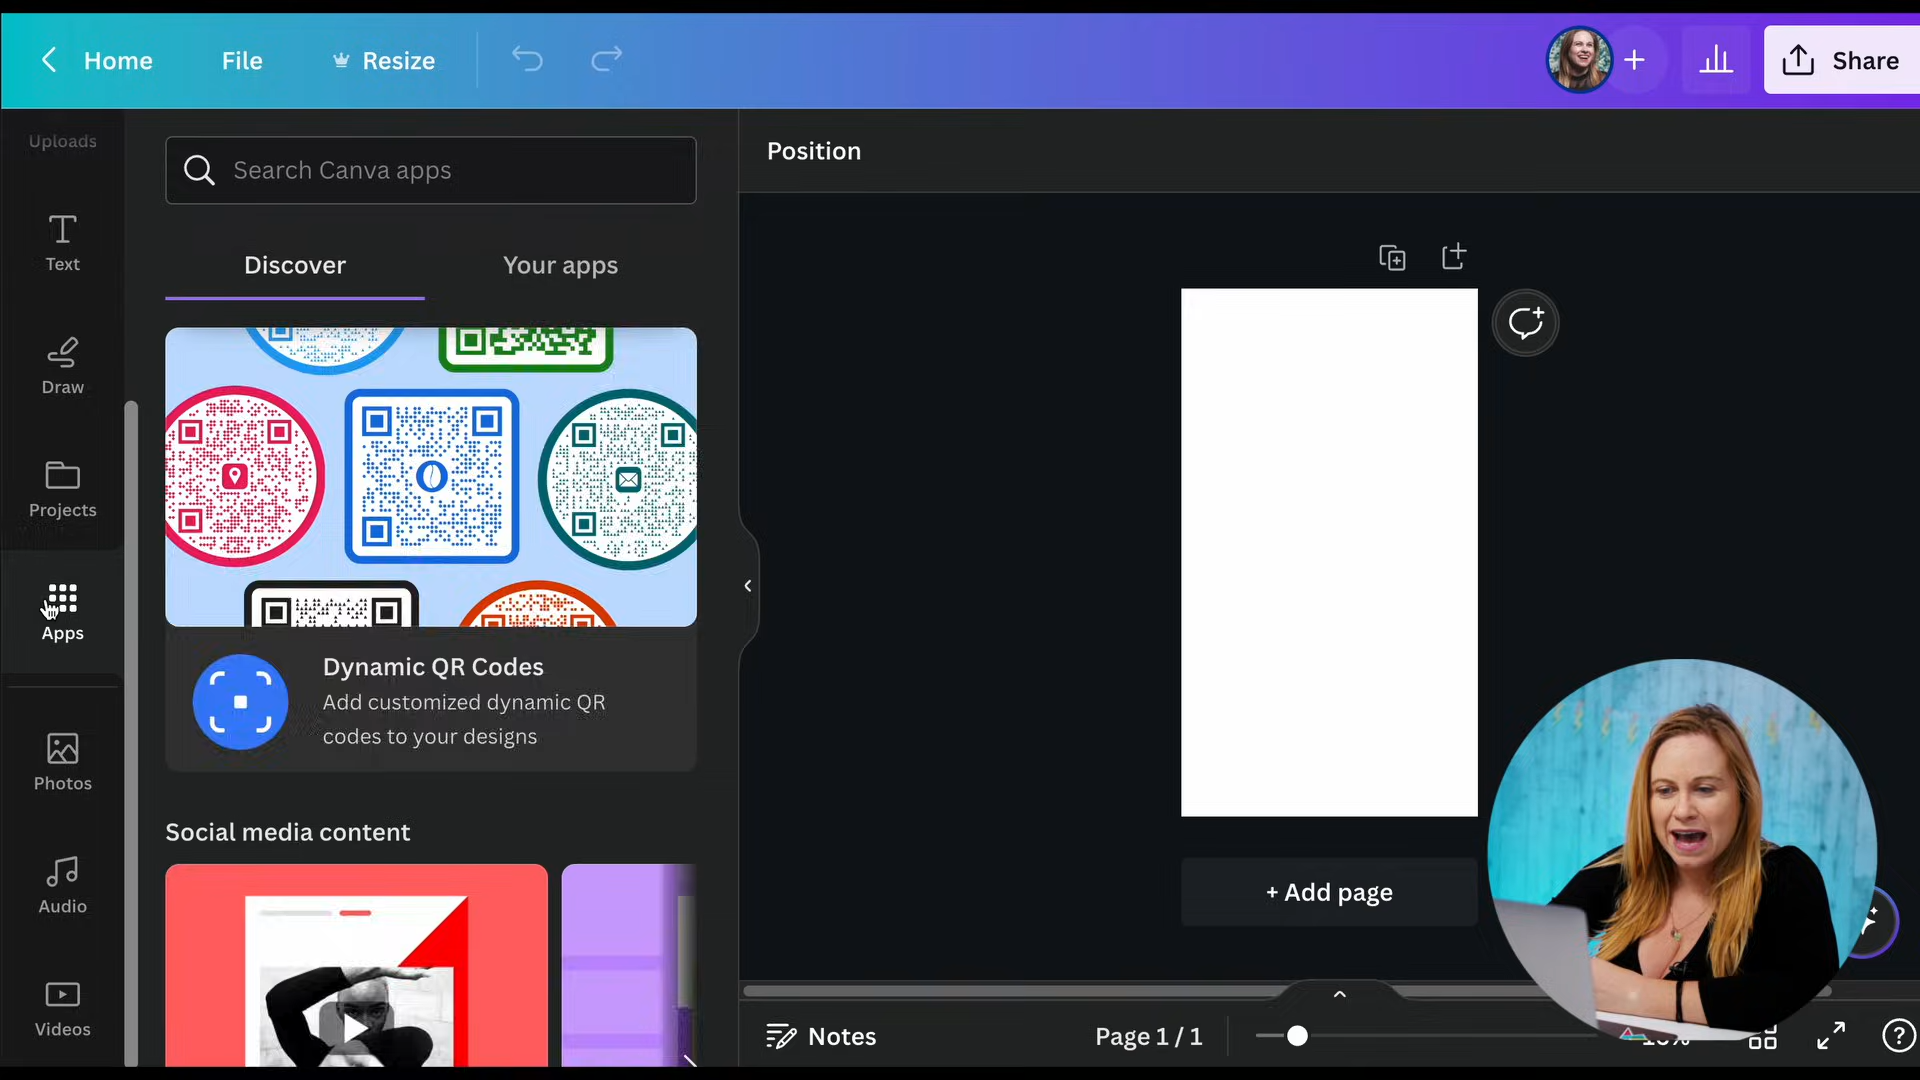 Home
File
Resize
Share
Uploads
Text
Draw
Projects
Apps
Photos
Audio
Videos
Search Canva apps
Discover
Your apps
Dynamic QR Codes
Add customized dynamic QR
codes to your designs
Social media content
Position
+ Add page
Notes
Page 1 / 1